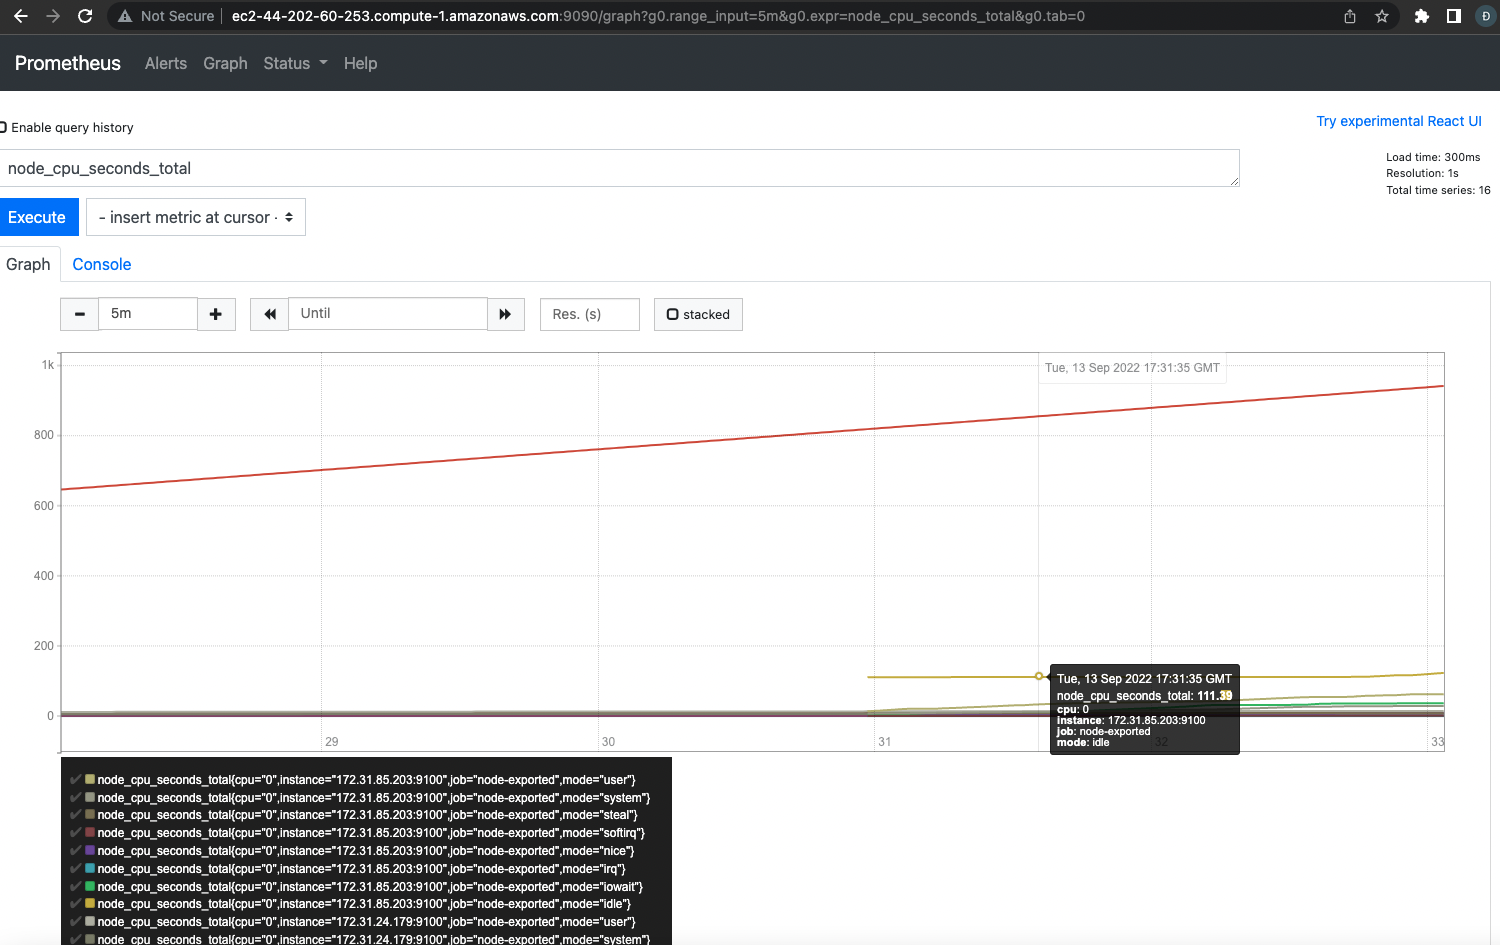 Not Secure ec2-44-202-60-253.compute-1.amazonaws.com:9090/graph?g0.range_input=5m&g0.expr=node_cpu_seconds_total&g0.tab=0
Đ
Prometheus Alerts Graph Status Help
Enable query history
Try experimental React UI
node_cpu_seconds_total
Load time: 300ms
Resolution: 1s
Total time series: 16
Execute
- insert metric at cursor -
Graph
Console
5m
Until
Res. (s)
stacked
1k
Tue, 13 Sep 2022 17:31:35 GMT
800
600
400
200
0
Tue, 13 Sep 2022 17:31:35 GMT
node_cpu_seconds_total: 111.39
cpu: 0
instance: 172.31.85.203:9100
job: node-exported
mode: idle
29
30
31
32
33
node_cpu_seconds_total{cpu="0",instance="172.31.85.203:9100",job="node-exported",mode="user"}
node_cpu_seconds_total{cpu="0",instance="172.31.85.203:9100",job="node-exported",mode="system"}
node_cpu_seconds_total{cpu="0",instance="172.31.85.203:9100",job="node-exported",mode="steal"}
node_cpu_seconds_total{cpu="0",instance="172.31.85.203:9100",job="node-exported",mode="softirq"}
node_cpu_seconds_total{cpu="0",instance="172.31.85.203:9100",job="node-exported",mode="nice"}
node_cpu_seconds_total{cpu="0",instance="172.31.85.203:9100",job="node-exported",mode="irq"}
node_cpu_seconds_total{cpu="0",instance="172.31.85.203:9100",job="node-exported",mode="iowait"}
node_cpu_seconds_total{cpu="0",instance="172.31.85.203:9100",job="node-exported",mode="idle"}
node_cpu_seconds_total{cpu="0",instance="172.31.24.179:9100",job="node-exported",mode="user"}
node_cpu_seconds_total{cpu="0",instance="172.31.24.179:9100",job="node-exported",mode="system"}